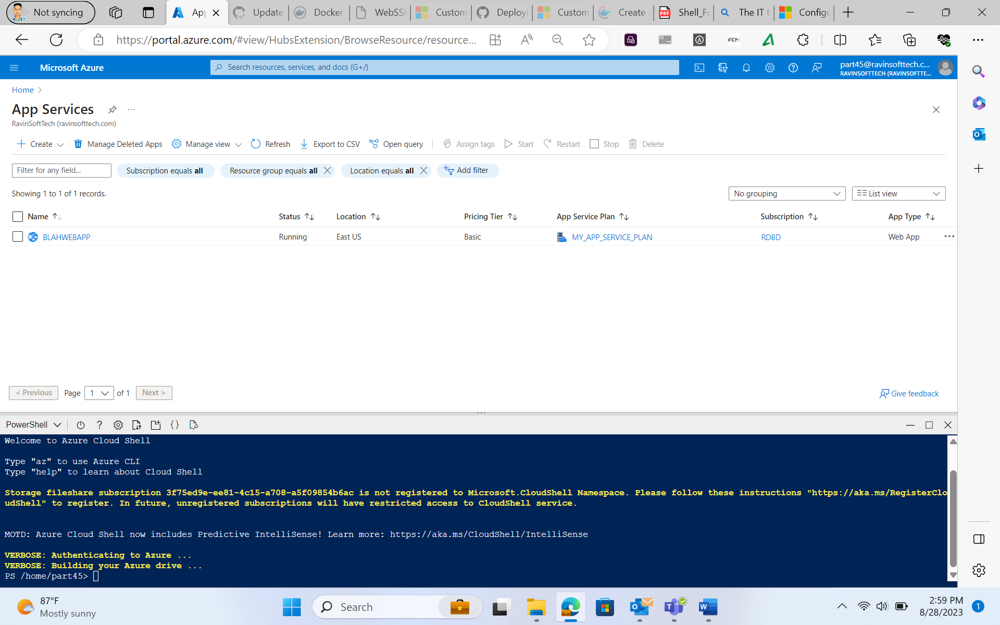 Not syncing
Ap
Update
Docker
WebSSH
Custom
Deployi
Custom
Create
Shell_Fo
The IT t
Configu
https://portal.azure.com/#view/HubsExtension/BrowseResource/resource...
FCM
Microsoft Azure
Search resources, services, and docs (G+/)
part45@ravinsofttech.c...
RAVINSOFTTECH (RAVINSOFTTE...
Home
App Services
RavinSoftTech (ravinsofttech.com)
Create
Manage Deleted Apps
Manage view
Refresh
Export to CSV
Open query
Assign tags
Start
Restart
Stop
Delete
Filter for any field...
Subscription equals all
Resource group equals all
Location equals all
Add filter
Showing 1 to 1 of 1 records.
No grouping
List view
Name
Status
Location
Pricing Tier
App Service Plan
Subscription
App Type
BLAHWEBAPP
Running
East US
Basic
MY_APP_SERVICE_PLAN
RDBD
Web App
< Previous
Page
1
of 1
Next >
Give feedback
PowerShell
Welcome to Azure Cloud Shell
Type "az" to use Azure CLI
Type "help" to learn about Cloud Shell
Storage fileshare subscription 3f75ed9e-ee81-4c15-a708-a5f09854b6ac is not registered to Microsoft.CloudShell Namespace. Please follow these instructions "https://aka.ms/RegisterClo
udShell" to register. In future, unregistered subscriptions will have restricted access to CloudShell service.
MOTD: Azure Cloud Shell now includes Predictive IntelliSense! Learn more: https://aka.ms/CloudShell/IntelliSense
VERBOSE: Authenticating to Azure ...
VERBOSE: Building your Azure drive ...
PS /home/part45>
87°F
Mostly sunny
Search
2:59 PM
8/28/2023
1